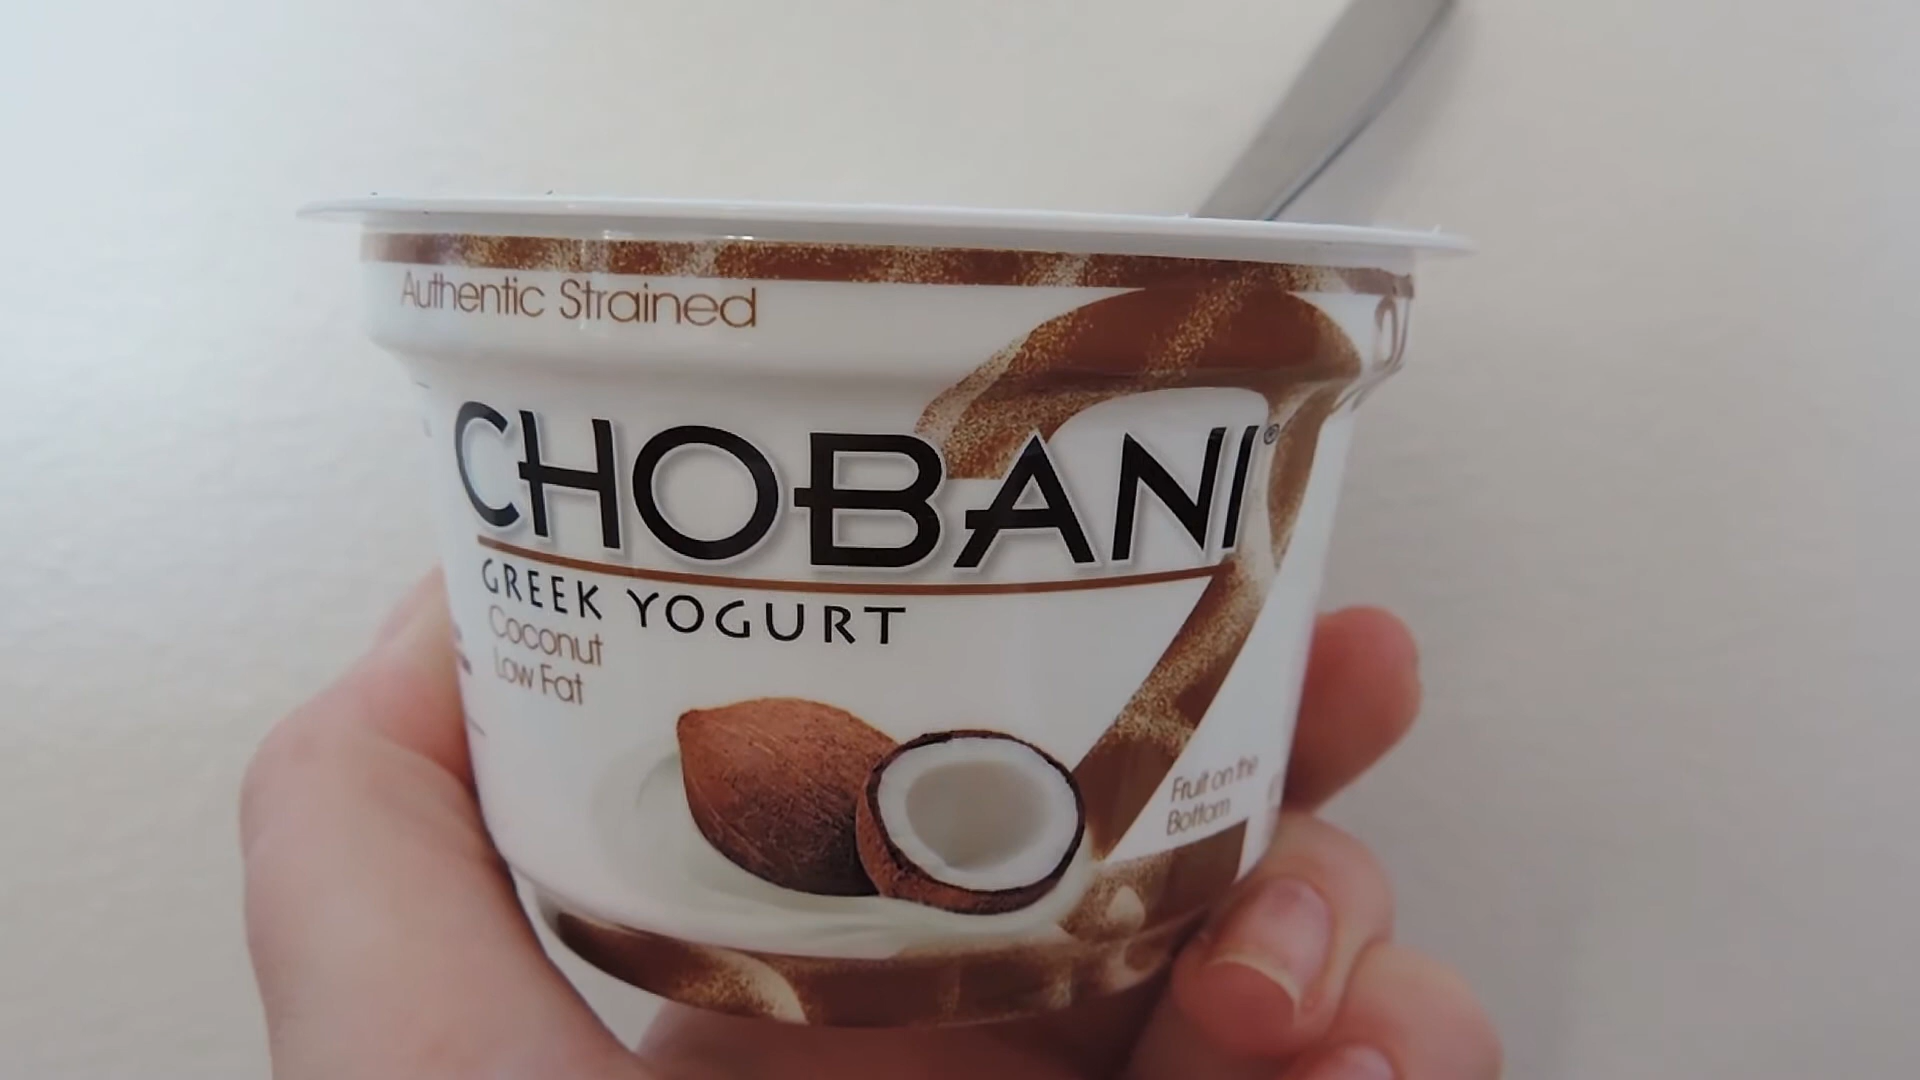 Authentic Strained
CHOBANI®
GREEK YOGURT
Coconut
Low Fat
Fruit on the
Bottom